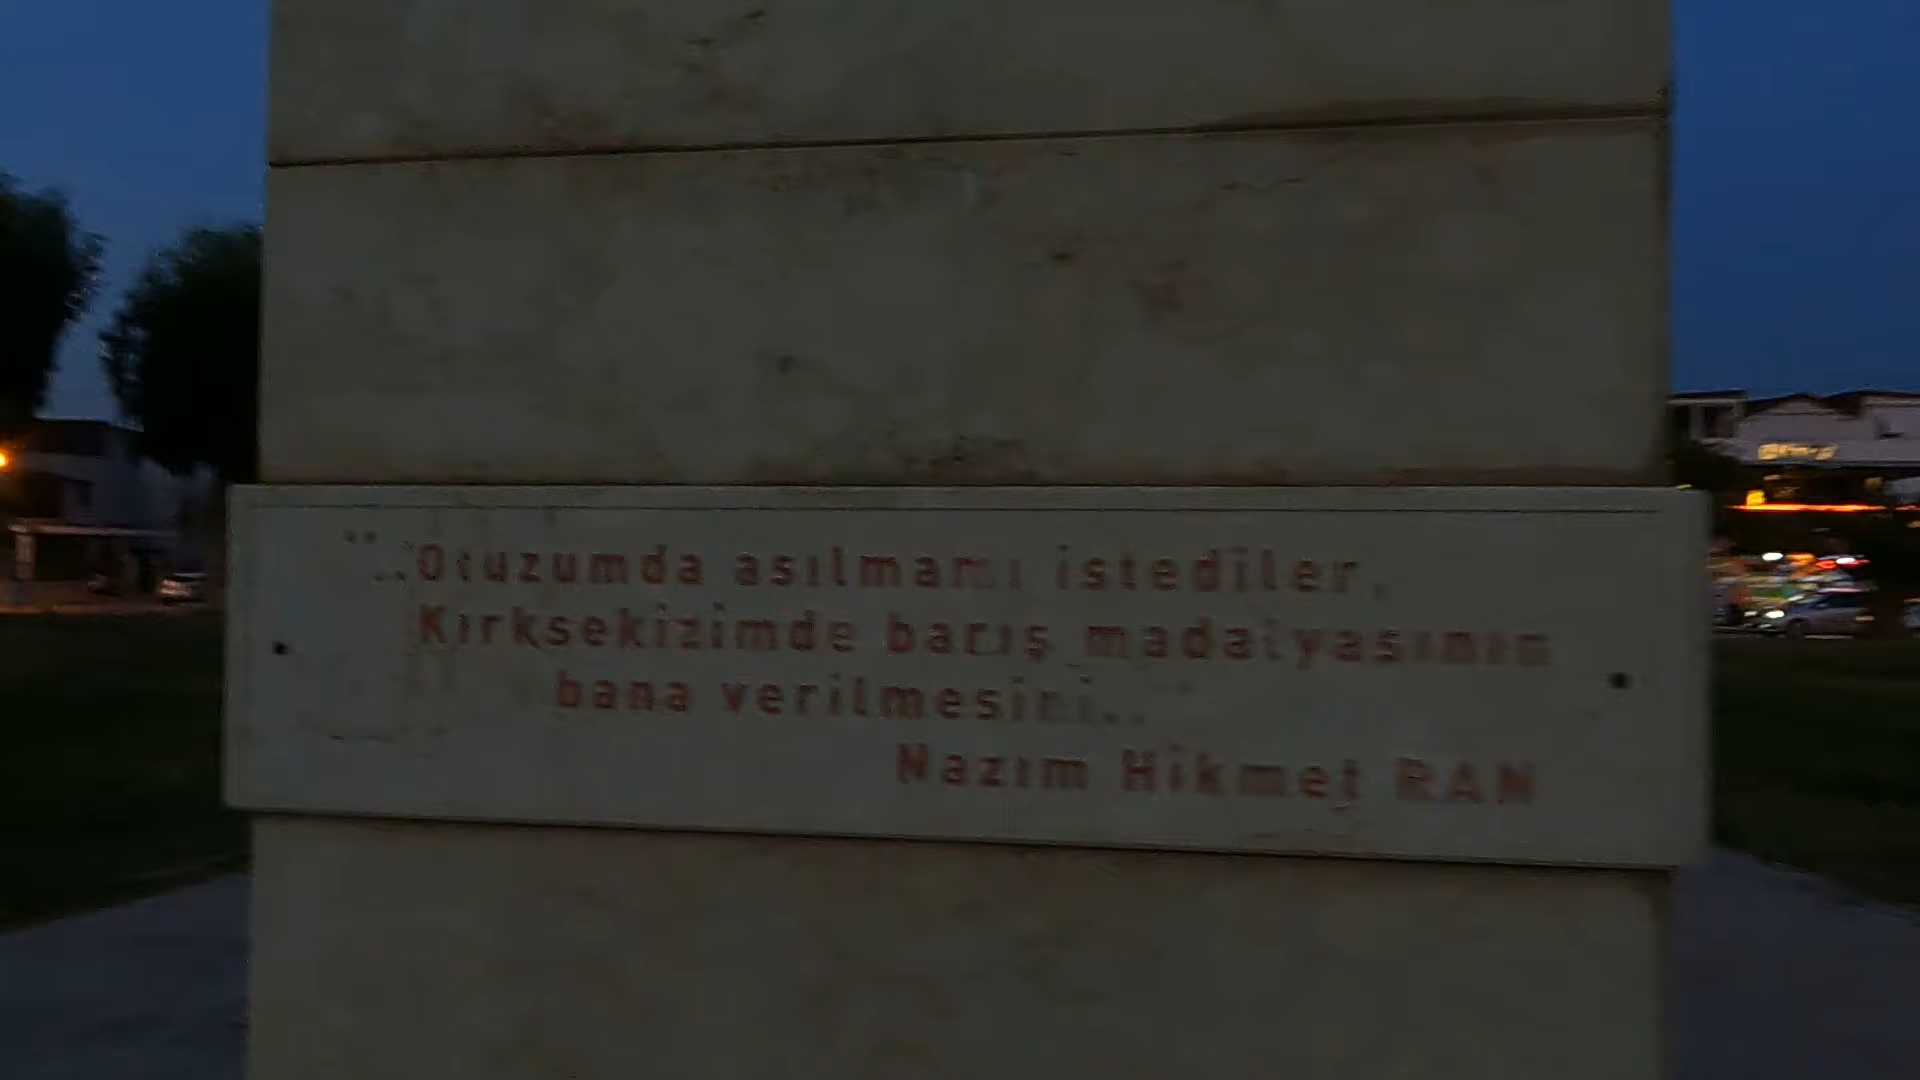 "..Otuzumda asılmamı istediler,
Kırksekizimde barış madalyasının
bana verilmesini.."
Nazım Hikmet RAN